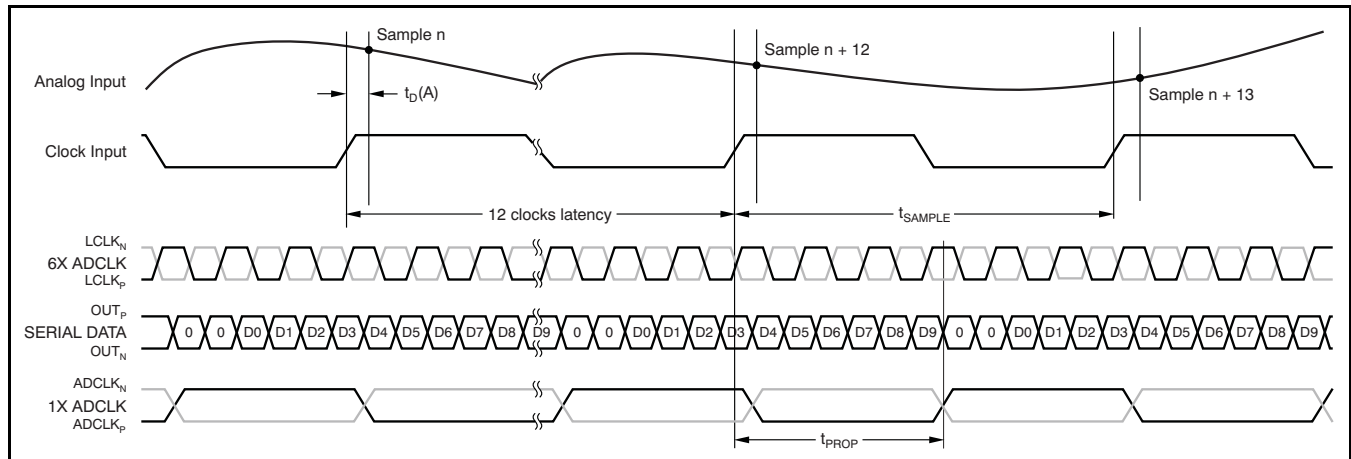 Sample n
Sample n + 12
Analog Input
t_D(A)
Sample n + 13
Clock Input
12 clocks latency
t_SAMPLE
LCLK_N
6X ADCLK
LCLK_P
OUT_P
SERIAL DATA
0 0 D0 D1 D2 D3 D4 D5 D6 D7 D8 D9 0 0 D0 D1 D2 D3 D4 D5 D6 D7 D8 D9 0 0 D0 D1 D2 D3 D4 D5 D6 D7 D8 D9
OUT_N
ADCLK_N
1X ADCLK
ADCLK_P
t_PROP